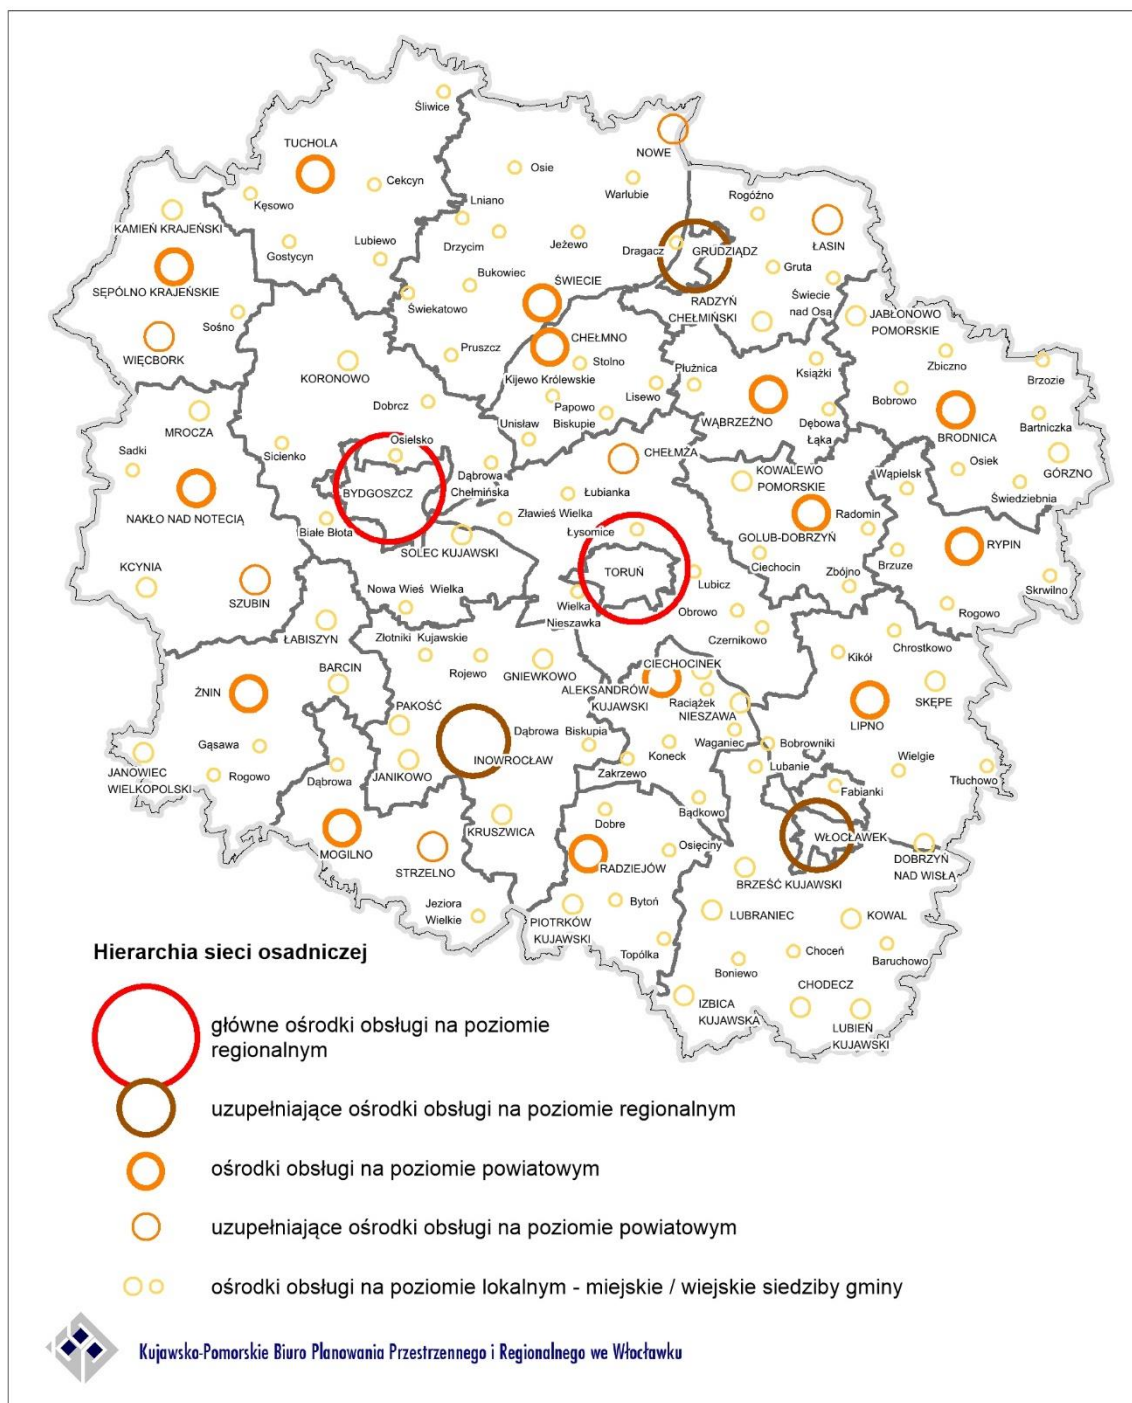 Śliwice
TUCHOLA
NOWE
Osie
Cekcyn
Warlubie
Kęsowo
Lniano
Rogóźno
KAMIEŃ KRAJEŃSKI
Lubiewo
Drzycim
Jeżewo
Dragacz
GRUDZIĄDZ
ŁASIN
Gostycyn
Bukowiec
Gruta
SĘPÓLNO KRAJEŃSKIE
ŚWIECIE
Świekatowo
RADZYŃ
CHEŁMIŃSKI
Świecie
nad Osą
JABŁONOWO
POMORSKIE
Sośno
CHEŁMNO
WIĘCBORK
Pruszcz
Stolno
KORONOWO
Kijewo Królewskie
Płużnica
Książki
Zbiczno
Brzozie
Dobrcz
Papowo
Biskupie
Lisewo
Bobrowo
MROCZA
Unisław
WĄBRZEŹNO
Dębowa
Łąka
BRODNICA
Bartniczka
Sadki
Sicienko
Osielsko
CHEŁMŻA
KOWALEWO
POMORSKIE
Wąpielsk
Osiek
GÓRZNO
Dąbrowa
Chełmińska
Łubianka
Świedziebnia
BYDGOSZCZ
NAKŁO NAD NOTECIĄ
Zławieś Wielka
Radomin
Białe Błota
Łysomice
GOLUB-DOBRZYŃ
RYPIN
SOLEC KUJAWSKI
Ciechocin
Brzuze
KCYNIA
TORUŃ
Lubicz
Zbójno
Skrwilno
SZUBIN
Nowa Wieś Wielka
Wielka
Nieszawka
Obrowo
Rogowo
ŁABISZYN
Złotniki Kujawskie
Czernikowo
Chrostkowo
BARCIN
Rojewo
GNIEWKOWO
CIECHOCINEK
Kikół
ALEKSANDRÓW
KUJAWSKI
ŻNIN
PAKOŚĆ
Raciążek
NIESZAWA
SKĘPE
LIPNO
Gąsawa
Dąbrowa Biskupia
Waganiec
JANOWIEC
WIELKOPOLSKI
Rogowo
Dąbrowa
JANIKOWO
INOWROCŁAW
Koneck
Bobrowniki
Wielgie
Zakrzewo
Lubanie
Tłuchowo
Fabianki
Bądkowo
KRUSZWICA
Dobre
WŁOCŁAWEK
MOGILNO
STRZELNO
RADZIEJÓW
Osięciny
BRZEŚĆ KUJAWSKI
DOBRZYŃ
NAD WISŁĄ
Jeziora
Wielkie
PIOTRKÓW
KUJAWSKI
Bytoń
LUBRANIEC
KOWAL
Topólka
Choceń
Baruchowo
Boniewo
CHODECZ
IZBICA
KUJAWSKA
LUBIEŃ
KUJAWSKI
Hierarchia sieci osadniczej
główne ośrodki obsługi na poziomie
regionalnym
uzupełniające ośrodki obsługi na poziomie regionalnym
ośrodki obsługi na poziomie powiatowym
uzupełniające ośrodki obsługi na poziomie powiatowym
ośrodki obsługi na poziomie lokalnym - miejskie / wiejskie siedziby gminy
Kujawsko-Pomorskie Biuro Planowania Przestrzennego i Regionalnego we Włocławku